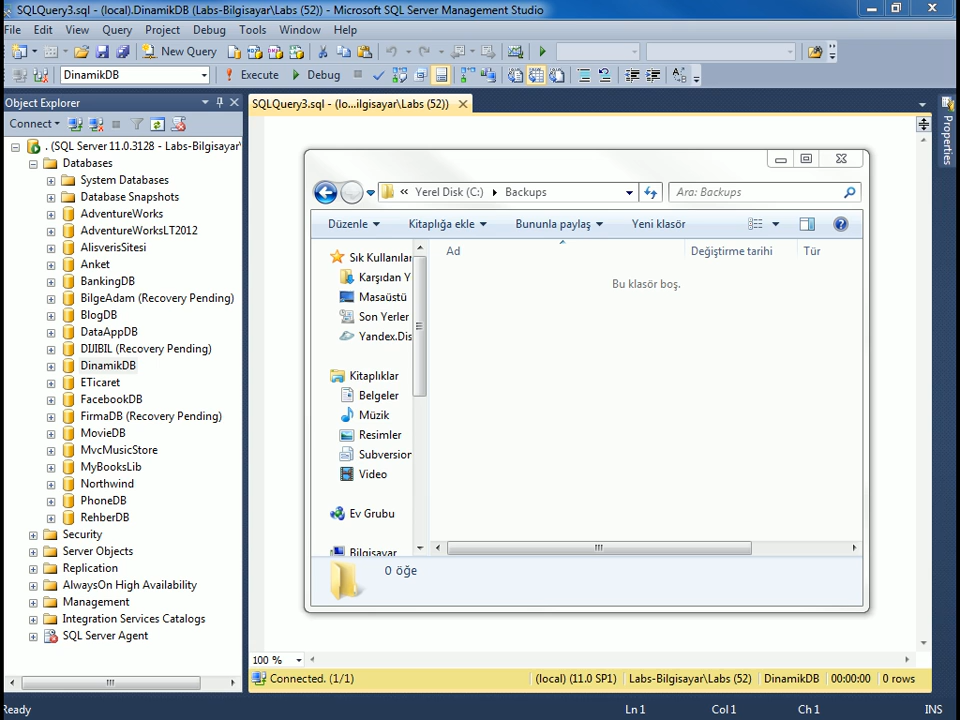 SQLQuery3.sql - (local).DinamikDB (Labs-Bilgisayar\Labs (52)) - Microsoft SQL Server Management Studio
File Edit View Query Project Debug Tools Window Help
New Query
DinamikDB Execute Debug
Object Explorer
SQLQuery3.sql - (lo...ilgisayar\Labs (52))
Connect
Properties
. (SQL Server 11.0.3128 - Labs-Bilgisayar\
Databases
System Databases
Database Snapshots
AdventureWorks
AdventureWorksLT2012
AlisverisSitesi
Anket
BankingDB
BilgeAdam (Recovery Pending)
BlogDB
DataAppDB
DIJIBIL (Recovery Pending)
DinamikDB
ETicaret
FacebookDB
FirmaDB (Recovery Pending)
MovieDB
MvcMusicStore
MyBooksLib
Northwind
PhoneDB
RehberDB
Security
Server Objects
Replication
AlwaysOn High Availability
Management
Integration Services Catalogs
SQL Server Agent
« Yerel Disk (C:) Backups
Ara: Backups
Düzenle Kitaplığa ekle Bununla paylaş Yeni klasör
Ad Değiştirme tarihi Tür
Bu klasör boş.
Sık Kullanılan
Karşıdan Y
Masaüstü
Son Yerler
Yandex.Dis
Kitaplıklar
Belgeler
Müzik
Resimler
Subversion
Video
Ev Grubu
Bilgisayar
0 öğe
100 %
Connected. (1/1) (local) (11.0 SP1) Labs-Bilgisayar\Labs (52) DinamikDB 00:00:00 0 rows
Ready Ln 1 Col 1 Ch 1 INS